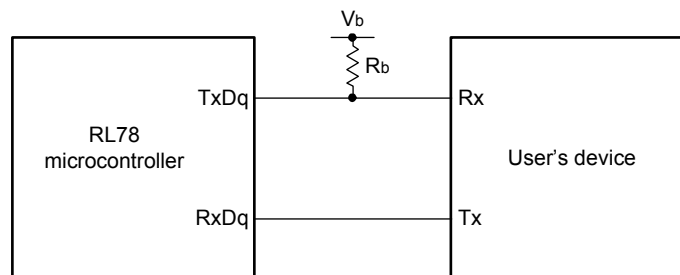 Vb
Rb
TxDq
Rx
RL78
microcontroller
User's device
RxDq
Tx